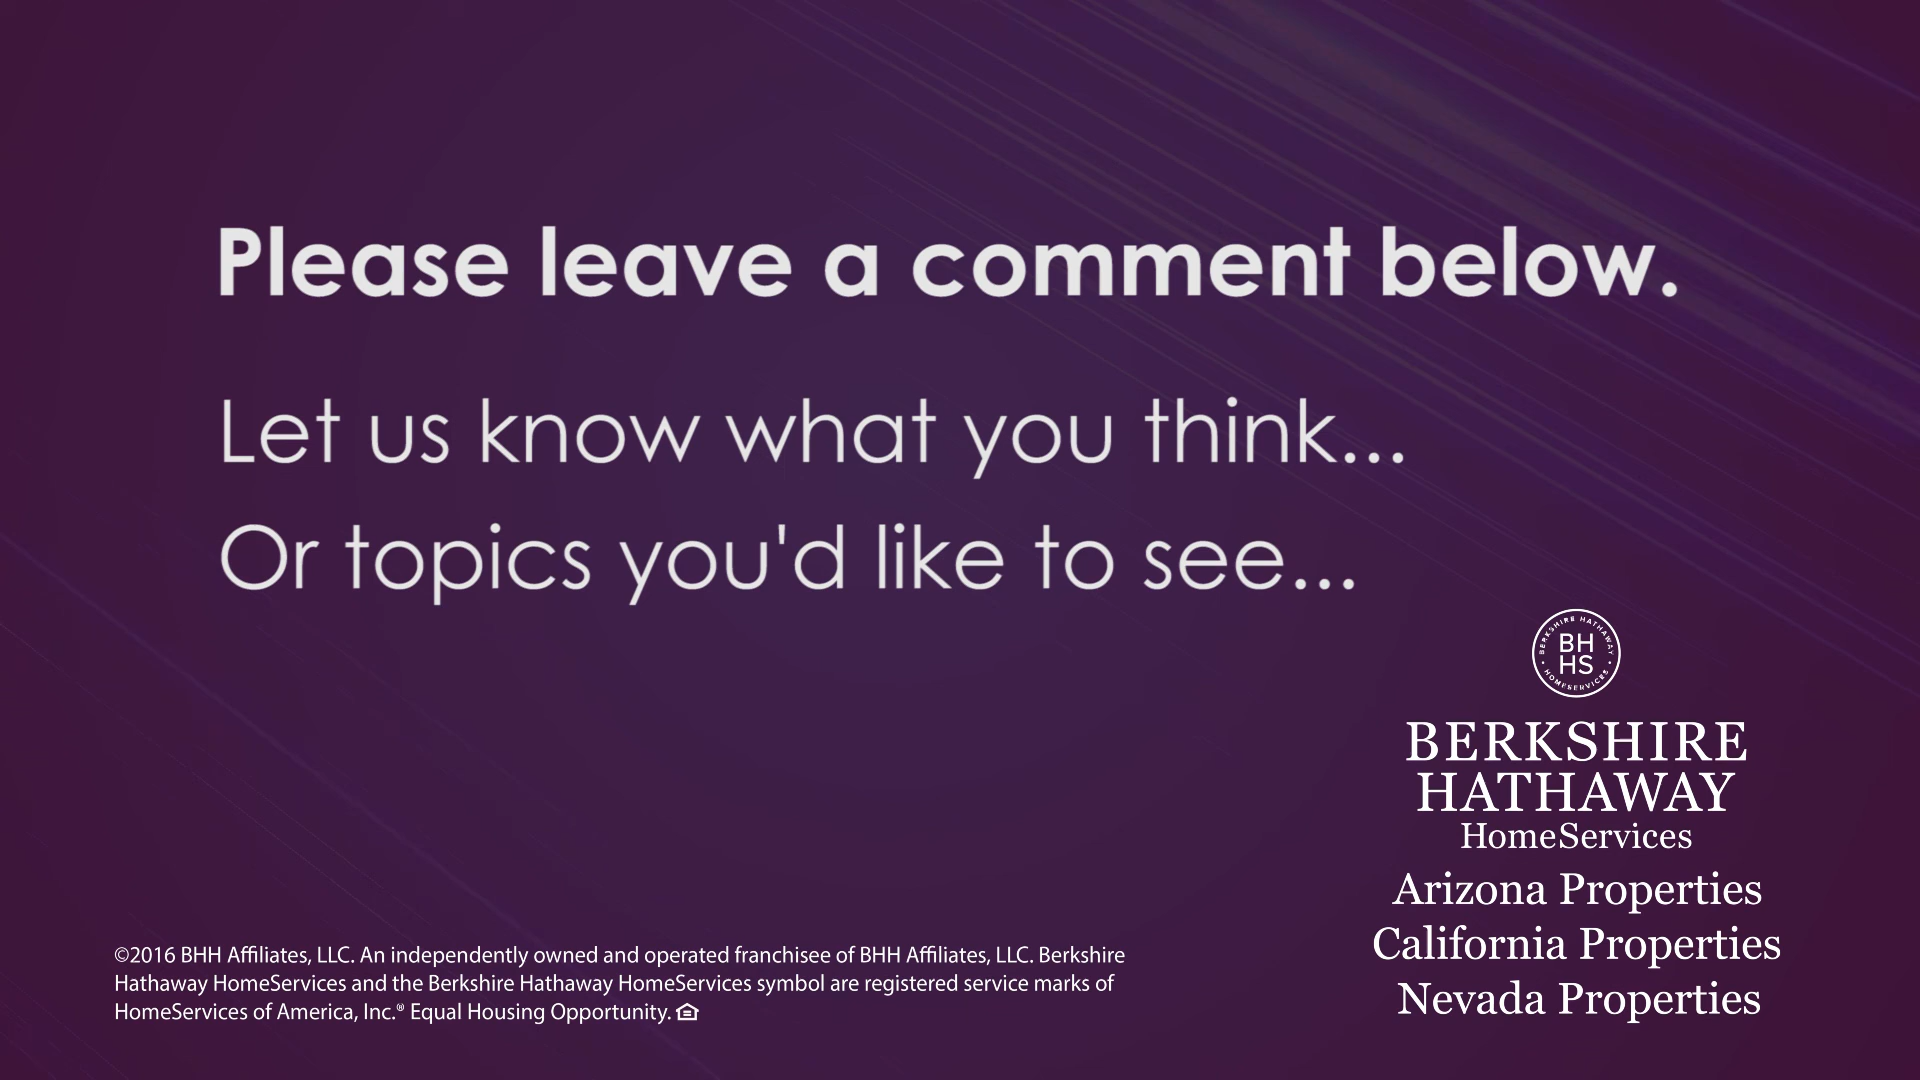 Please leave a comment below.
Let us know what you think...
Or topics you'd like to see...
BERKSHIRE HATHAWAY
BH
HS
HOMESERVICES
BERKSHIRE
HATHAWAY
HomeServices
Arizona Properties
California Properties
Nevada Properties
©2016 BHH Affiliates, LLC. An independently owned and operated franchisee of BHH Affiliates, LLC. Berkshire
Hathaway HomeServices and the Berkshire Hathaway HomeServices symbol are registered service marks of
HomeServices of America, Inc.® Equal Housing Opportunity.